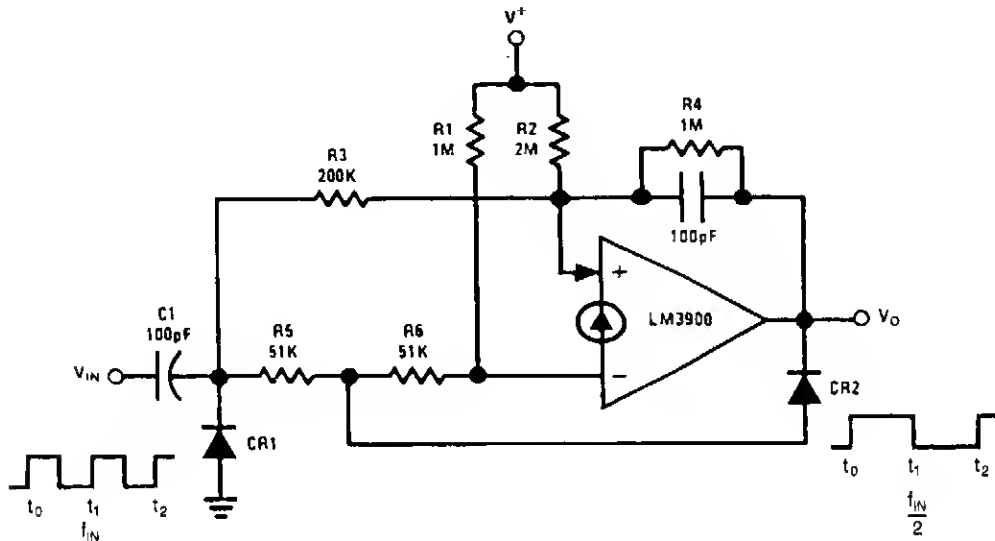 V+
R4
1M
R1
1M
R2
2M
R3
200K
100pF
+
LM3900
VO
C1
100pF
R5
51K
R6
51K
VIN
−
CR2
CR1
t0 t1 t2
fIN
t0 t1 t2
fIN
2